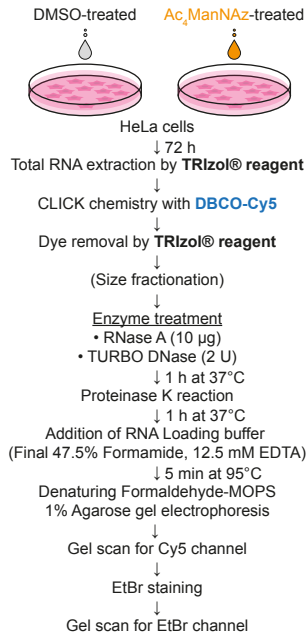 DMSO-treated Ac₄ManNAz-treated
HeLa cells
↓ 72 h
Total RNA extraction by TRIzol® reagent
↓
CLICK chemistry with DBCO-Cy5
↓
Dye removal by TRIzol® reagent
↓
(Size fractionation)
↓
Enzyme treatment
• RNase A (10 µg)
• TURBO DNase (2 U)
↓ 1 h at 37°C
Proteinase K reaction
↓ 1 h at 37°C
Addition of RNA Loading buffer
(Final 47.5% Formamide, 12.5 mM EDTA)
↓ 5 min at 95°C
Denaturing Formaldehyde-MOPS
1% Agarose gel electrophoresis
↓
Gel scan for Cy5 channel
↓
EtBr staining
↓
Gel scan for EtBr channel